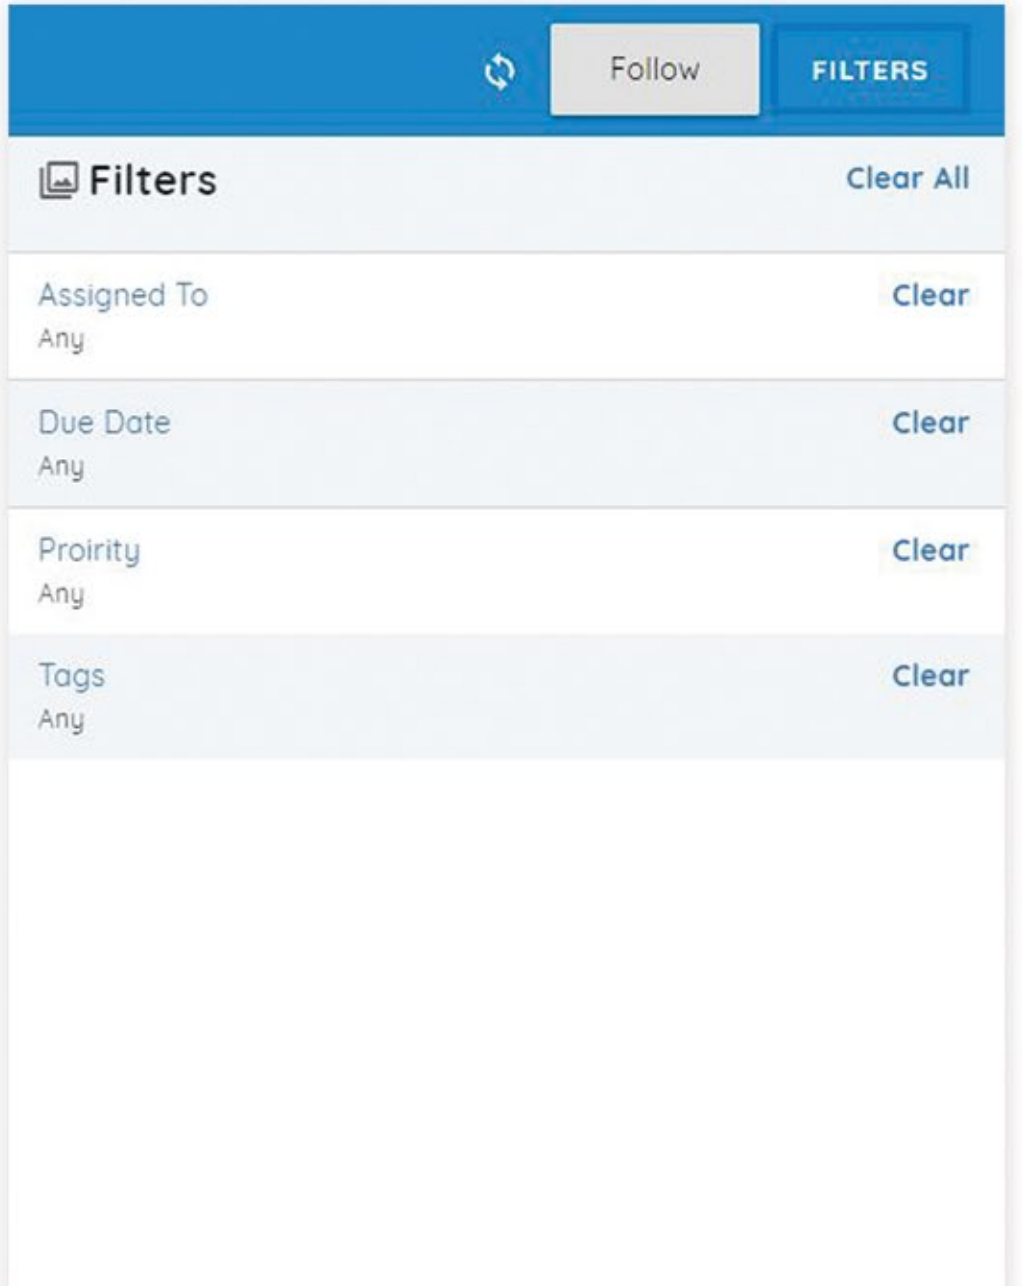 Follow FILTERS
Filters Clear All
Assigned To Clear
Any
Due Date Clear
Any
Proirity Clear
Any
Tags Clear
Any